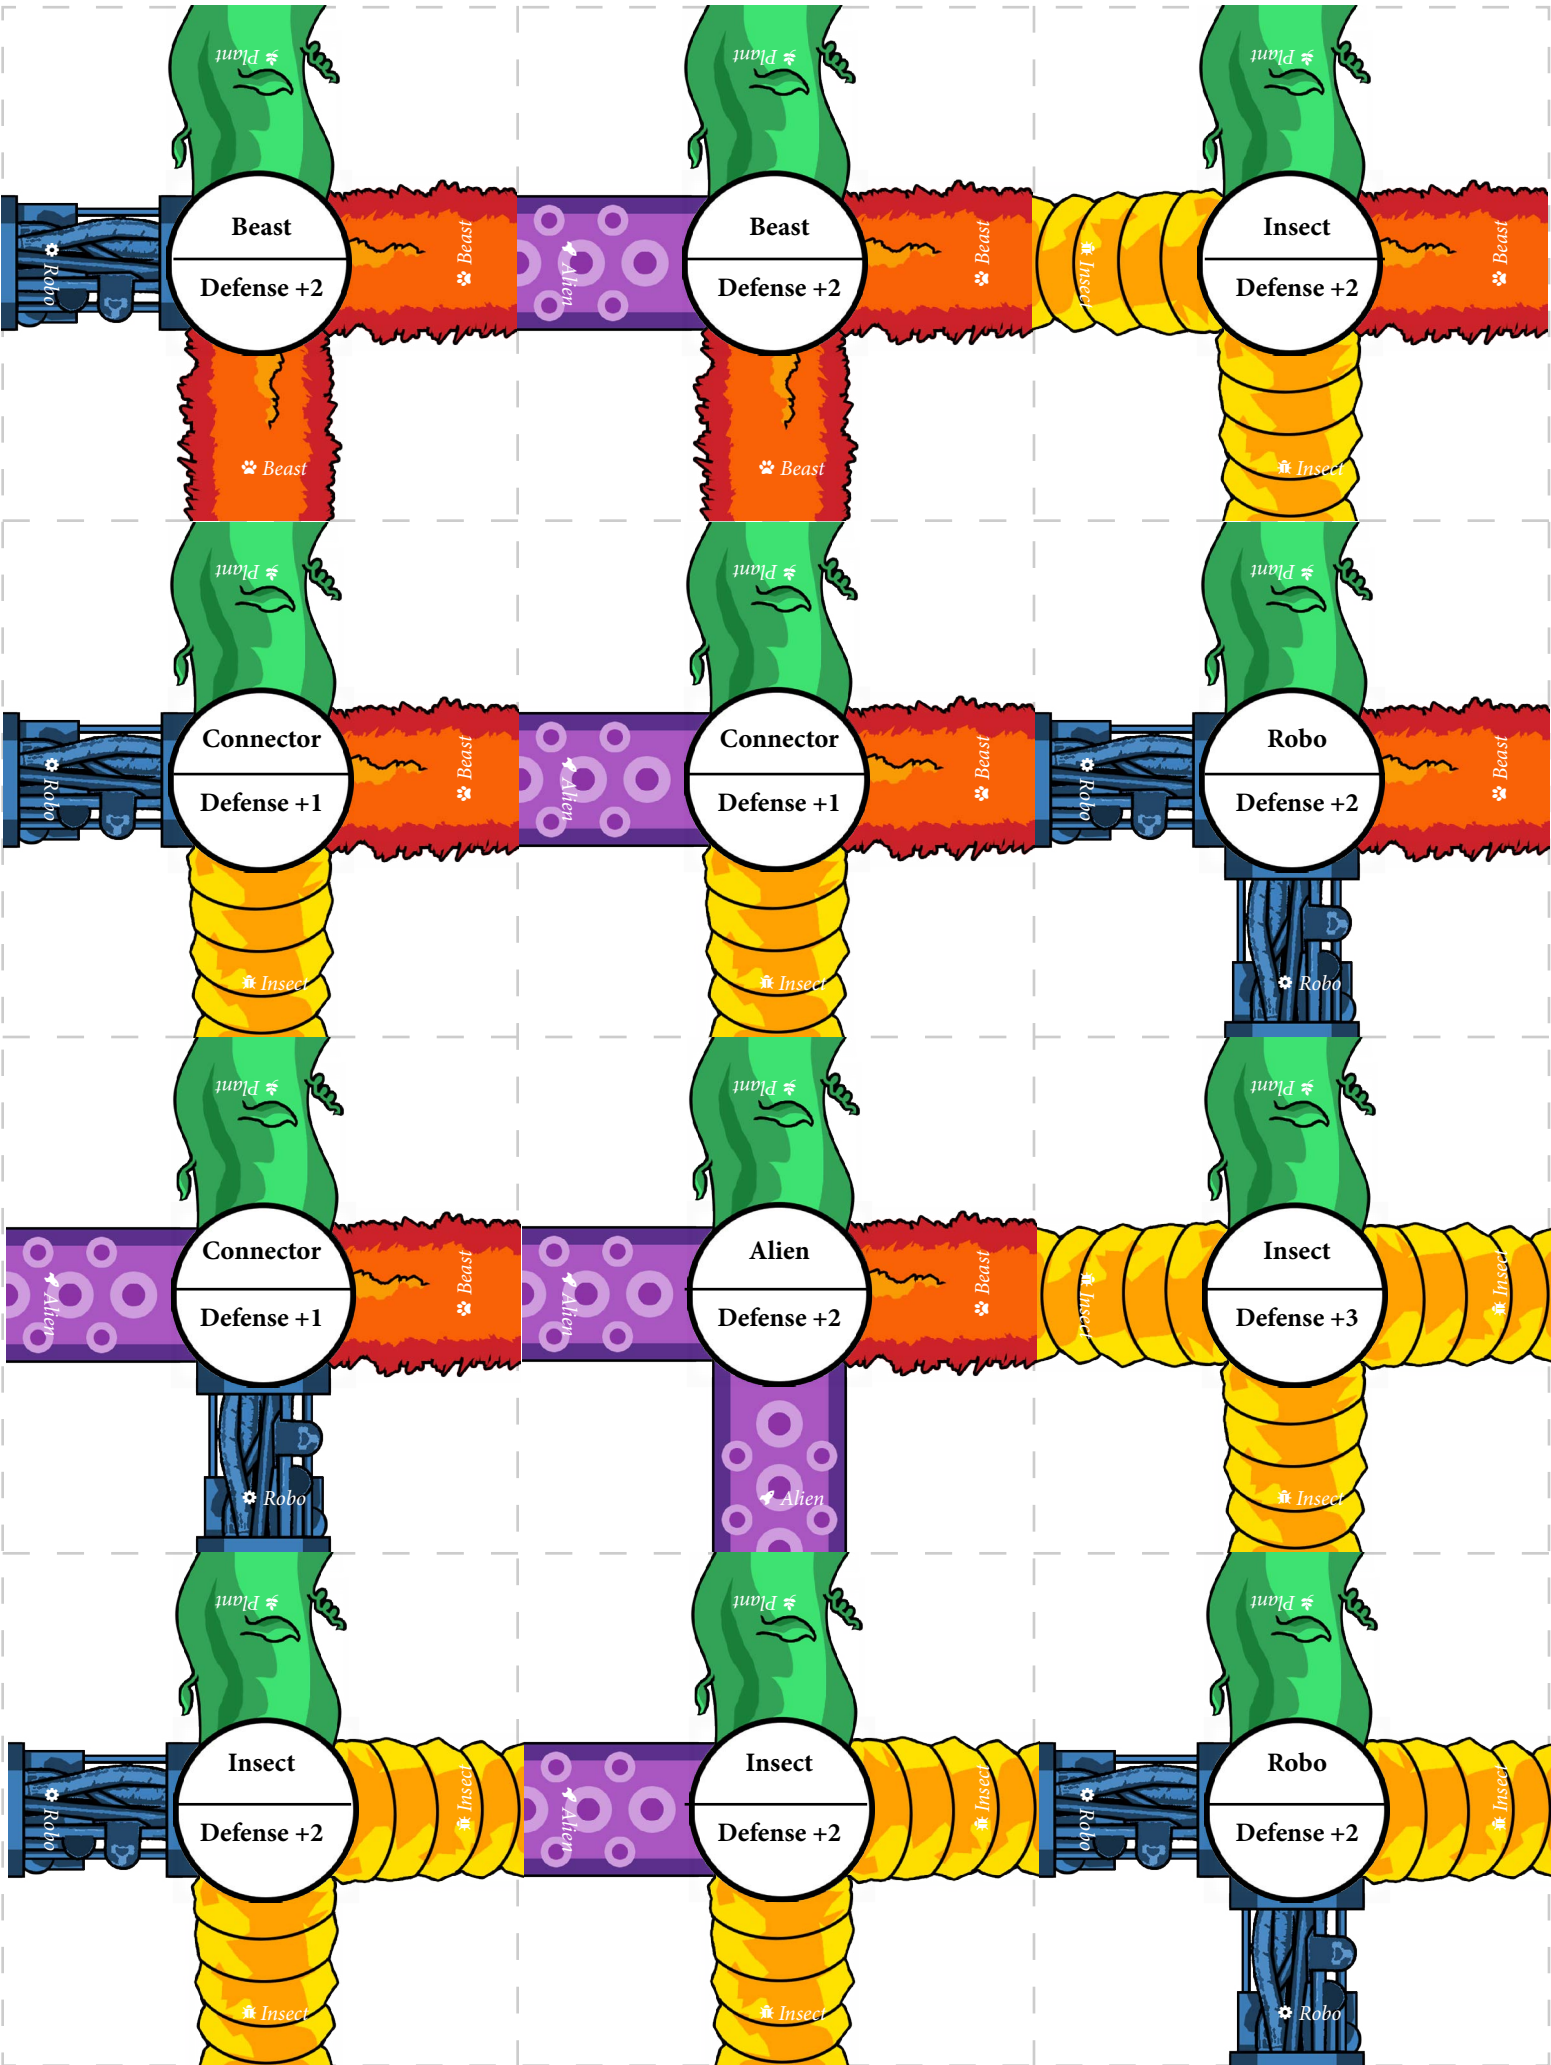 Plant
Robo
Beast
Defense +2
Beast
Beast
Plant
Alien
Beast
Defense +2
Beast
Beast
Plant
Insect
Insect
Defense +2
Beast
Insect
Plant
Robo
Connector
Defense +1
Beast
Insect
Plant
Alien
Connector
Defense +1
Beast
Insect
Plant
Robo
Robo
Defense +2
Beast
Robo
Plant
Alien
Connector
Defense +1
Beast
Robo
Plant
Alien
Alien
Defense +2
Beast
Alien
Plant
Insect
Insect
Defense +3
Insect
Insect
Plant
Robo
Insect
Defense +2
Insect
Insect
Plant
Alien
Insect
Defense +2
Insect
Insect
Plant
Robo
Robo
Defense +2
Insect
Robo